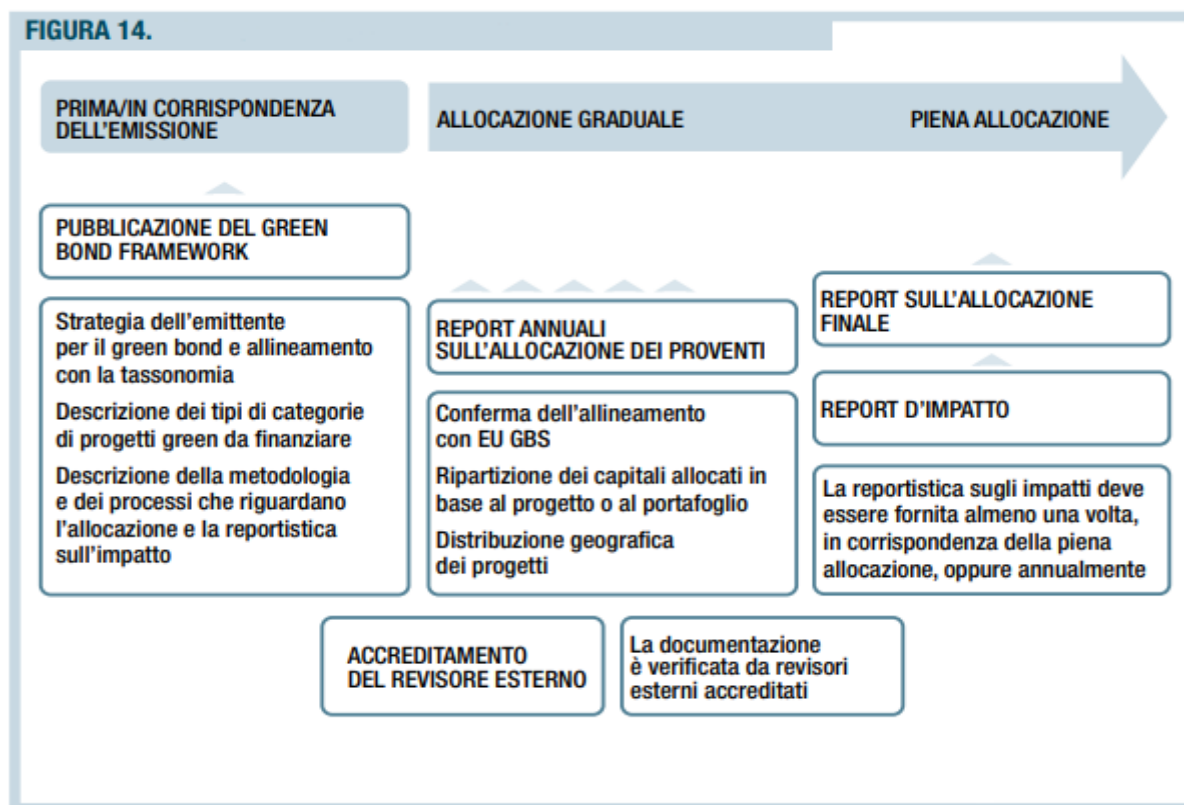 FIGURA 14.
PRIMA/IN CORRISPONDENZA
DELL'EMISSIONE
ALLOCAZIONE GRADUALE
PIENA ALLOCAZIONE
PUBBLICAZIONE DEL GREEN
BOND FRAMEWORK
Strategia dell'emittente
per il green bond e allineamento
con la tassonomia
Descrizione dei tipi di categorie
di progetti green da finanziare
Descrizione della metodologia
e dei processi che riguardano
l'allocazione e la reportistica
sull'impatto
REPORT ANNUALI
SULL'ALLOCAZIONE DEI PROVENTI
Conferma dell'allineamento
con EU GBS
Ripartizione dei capitali allocati in
base al progetto o al portafoglio
Distribuzione geografica
dei progetti
REPORT SULL'ALLOCAZIONE
FINALE
REPORT D'IMPATTO
La reportistica sugli impatti deve
essere fornita almeno una volta,
in corrispondenza della piena
allocazione, oppure annualmente
ACCREDITAMENTO
DEL REVISORE ESTERNO
La documentazione
è verificata da revisori
esterni accreditati